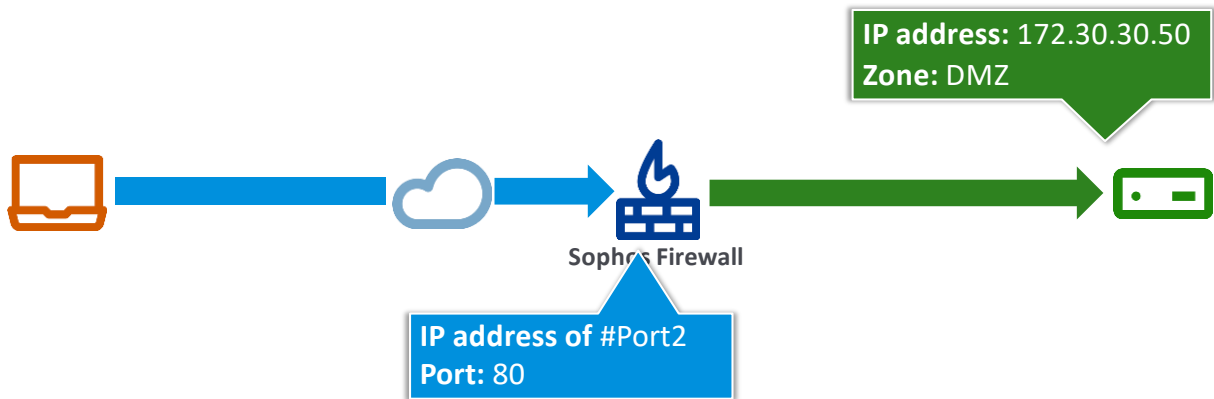 IP address: 172.30.30.50
Zone: DMZ
Sophos Firewall
IP address of #Port2
Port: 80